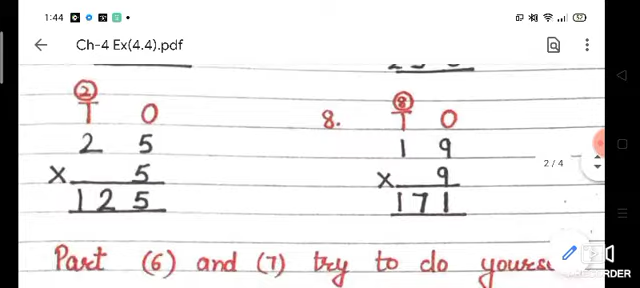 1:44
Ch-4 Ex(4.4).pdf
2
T O
2 5
× 5
1 2 5
8.
8
T O
1 9
× 9
1 7 1
2/4
Part (6) and (7) try to do
RECORDER